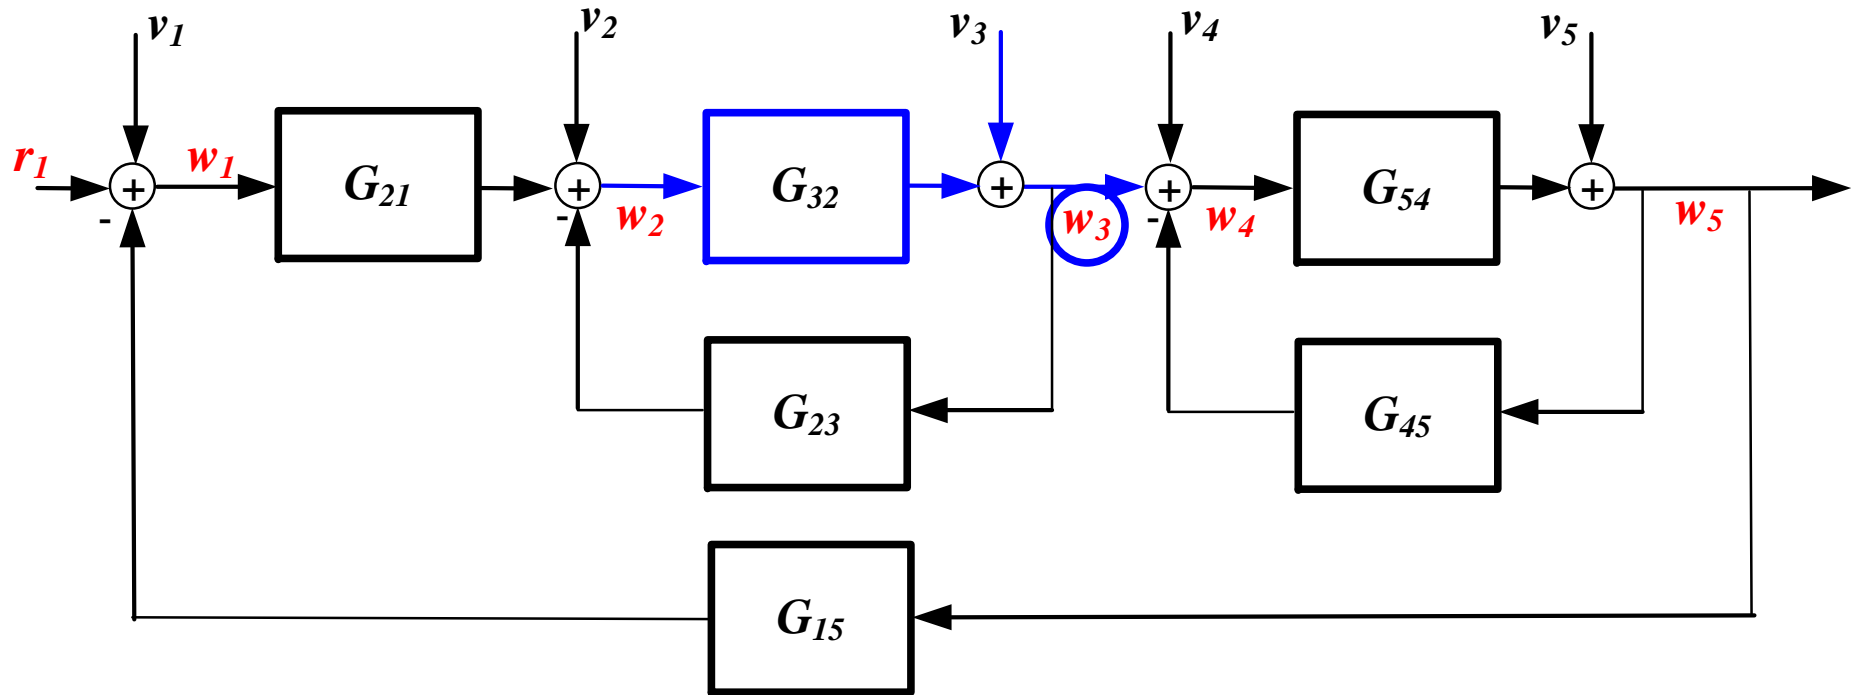 v1 v2 v3 v4 v5
r1 + w1 G21 + G32 + + G54 +
- - w2 w3 - w4 w5
G23 G45
G15